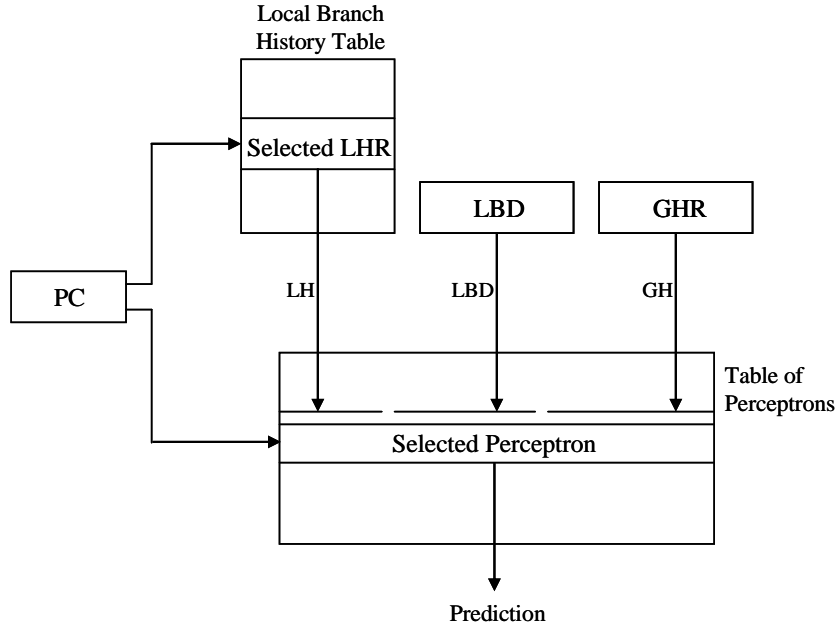 Local Branch
History Table
Selected LHR
LBD
GHR
PC
LH
LBD
GH
Table of
Perceptrons
Selected Perceptron
Prediction